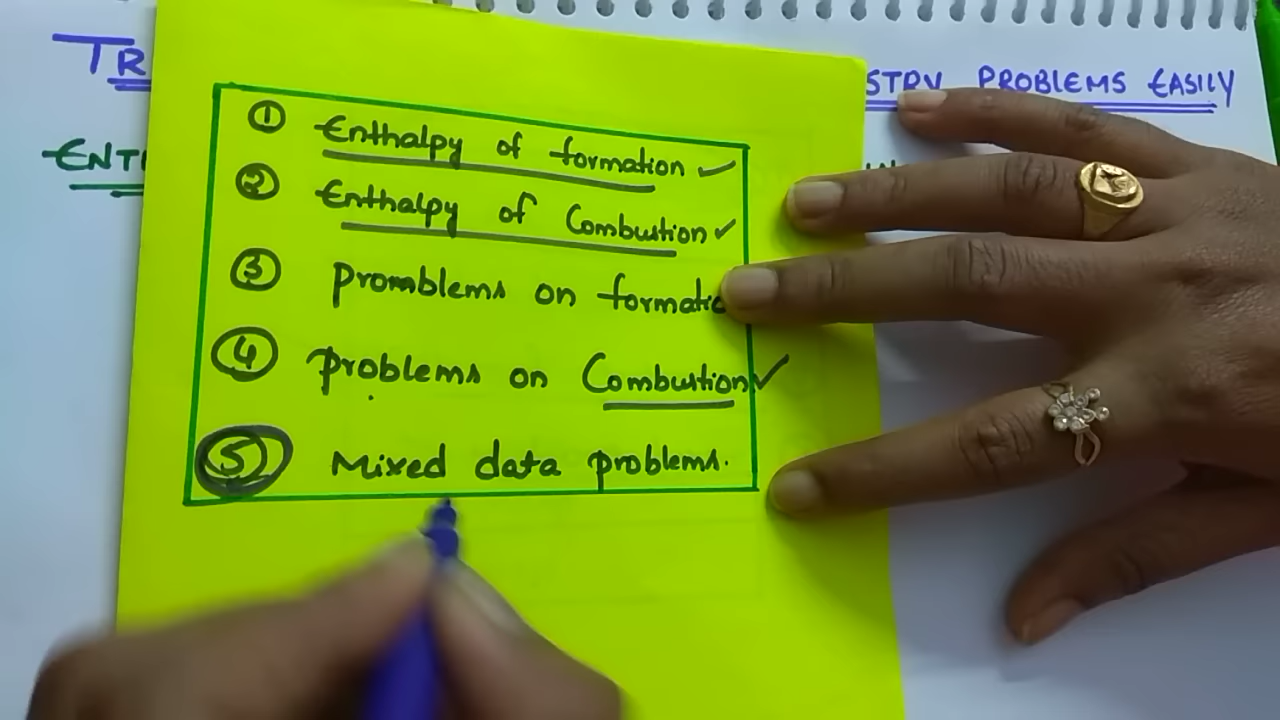 TR STRY PROBLEMS EASILY
ENT
① Enthalpy of formation ✓
② Enthalpy of Combustion ✓
③ promblems on formatio
④ problems on Combustion ✓
⑤ Mixed data problems.